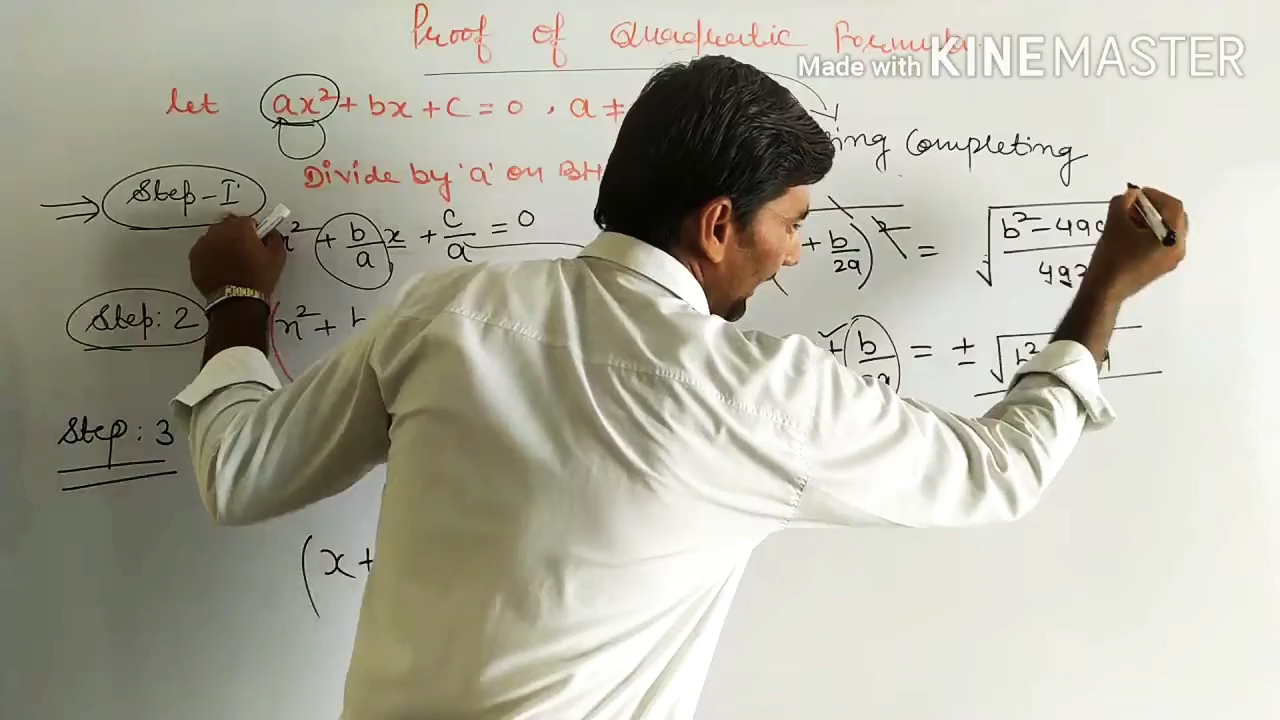 Proof of Quadratic Formula
Made with KINEMASTER
let ax² + bx + c = 0 , a ≠
Completing
Divide by 'a' on BH
Step - I
x² + b/a x + c/a = 0
+ b/2a)² = √b² - 4ac / 4a²
Step: 2
(x² + b
+ b/2a = ± √b²
Step : 3
(x +